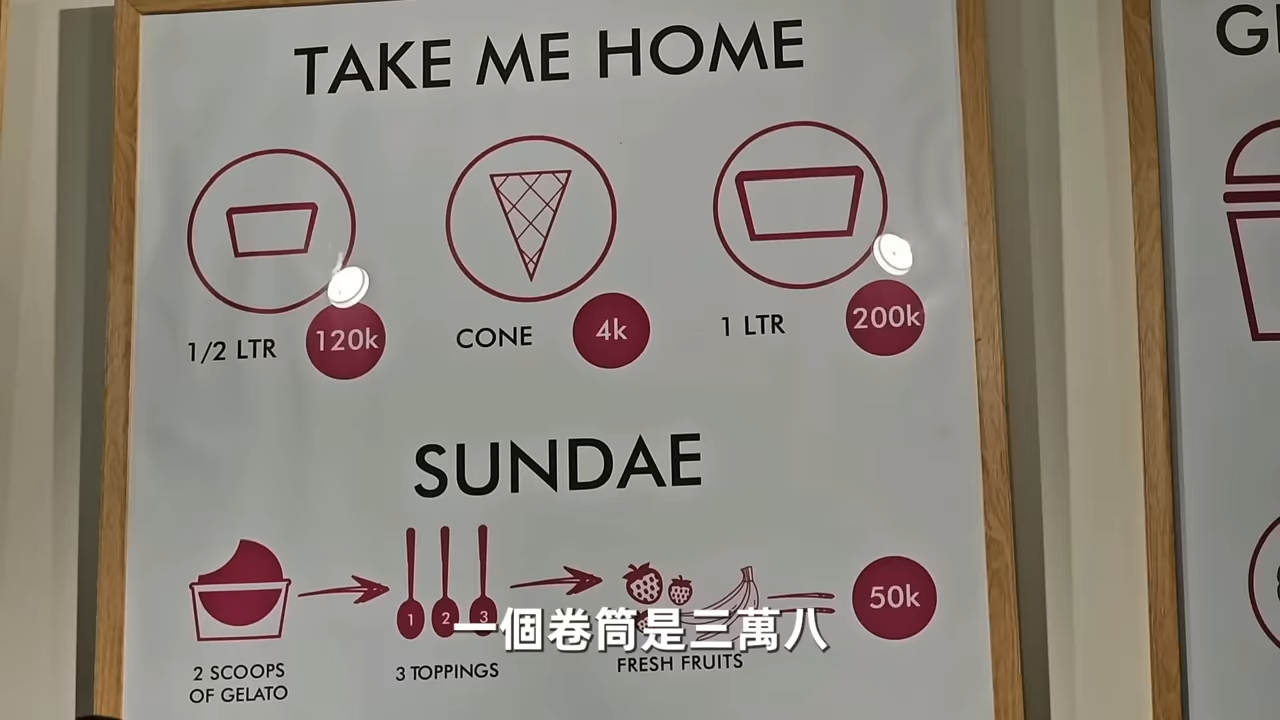 TAKE ME HOME
1/2 LTR
120k
CONE
4k
1 LTR
200k
SUNDAE
1
2
3
50k
2 SCOOPS
OF GELATO
3 TOPPINGS
FRESH FRUITS
一個卷筒是三萬八